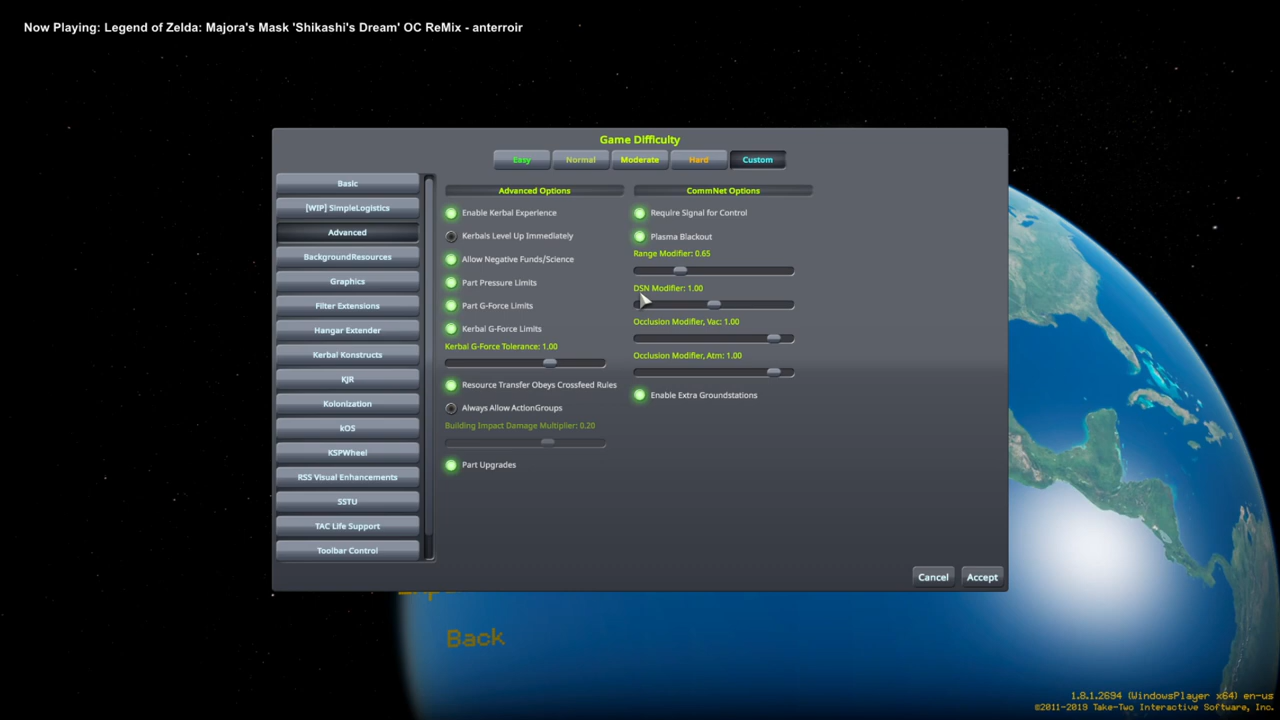 Now Playing: Legend of Zelda: Majora's Mask 'Shikashi's Dream' OC ReMix - anterroir
Game Difficulty
Easy
Normal
Moderate
Hard
Custom
Basic
[WIP] SimpleLogistics
Advanced
BackgroundResources
Graphics
Filter Extensions
Hangar Extender
Kerbal Konstructs
KJR
Kolonization
kOS
KSPWheel
RSS Visual Enhancements
SSTU
TAC Life Support
Toolbar Control
Advanced Options
Enable Kerbal Experience
Kerbals Level Up Immediately
Allow Negative Funds/Science
Part Pressure Limits
Part G-Force Limits
Kerbal G-Force Limits
Kerbal G-Force Tolerance: 1.00
Resource Transfer Obeys Crossfeed Rules
Always Allow ActionGroups
Building Impact Damage Multiplier: 0.20
Part Upgrades
CommNet Options
Require Signal for Control
Plasma Blackout
Range Modifier: 0.65
DSN Modifier: 1.00
Occlusion Modifier, Vac: 1.00
Occlusion Modifier, Atm: 1.00
Enable Extra Groundstations
Cancel
Accept
Back
1.8.1.2694 (WindowsPlayer x64) en-us
©2011-2019 Take-Two Interactive Software, Inc.